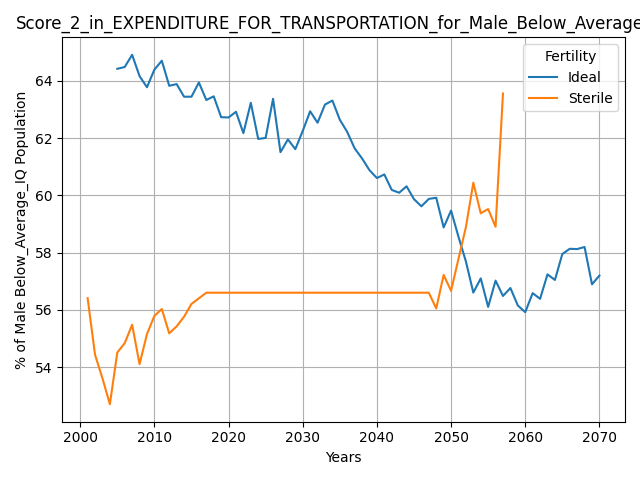 Score_2_in_EXPENDITURE_FOR_TRANSPORTATION_for_Male_Below_Average
Fertility
Ideal
Sterile
% of Male Below_Average_IQ Population
64
62
60
58
56
54
2000 2010 2020 2030 2040 2050 2060 2070
Years